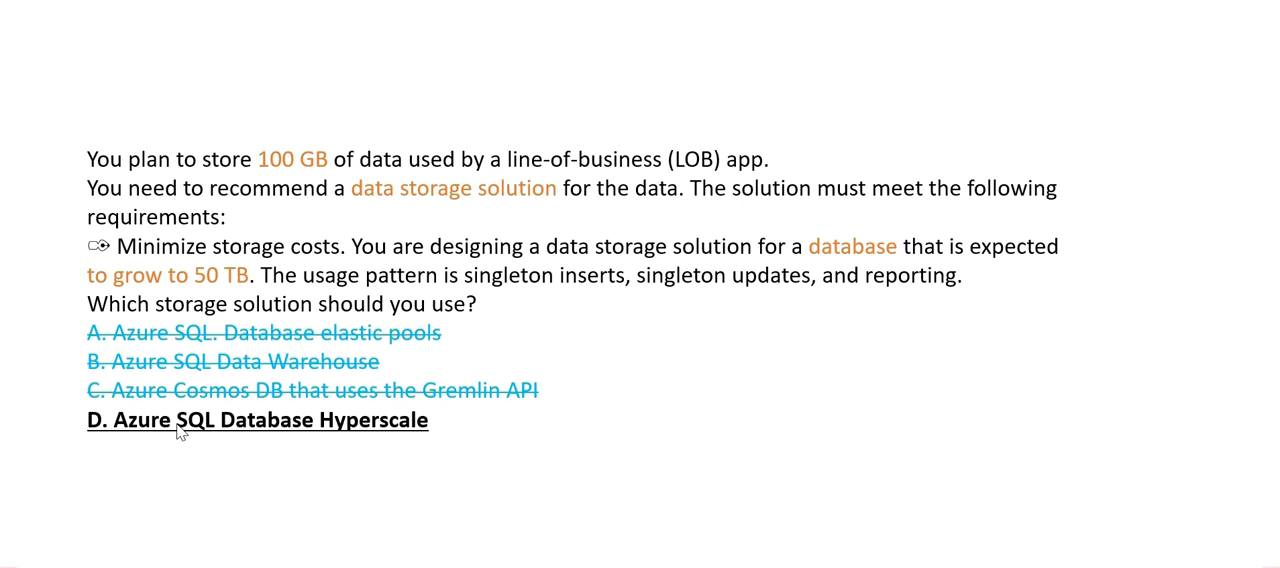 You plan to store 100 GB of data used by a line-of-business (LOB) app.
You need to recommend a data storage solution for the data. The solution must meet the following
requirements:
Minimize storage costs. You are designing a data storage solution for a database that is expected
to grow to 50 TB. The usage pattern is singleton inserts, singleton updates, and reporting.
Which storage solution should you use?
A. Azure SQL. Database elastic pools
B. Azure SQL Data Warehouse
C. Azure Cosmos DB that uses the Gremlin API
D. Azure SQL Database Hyperscale